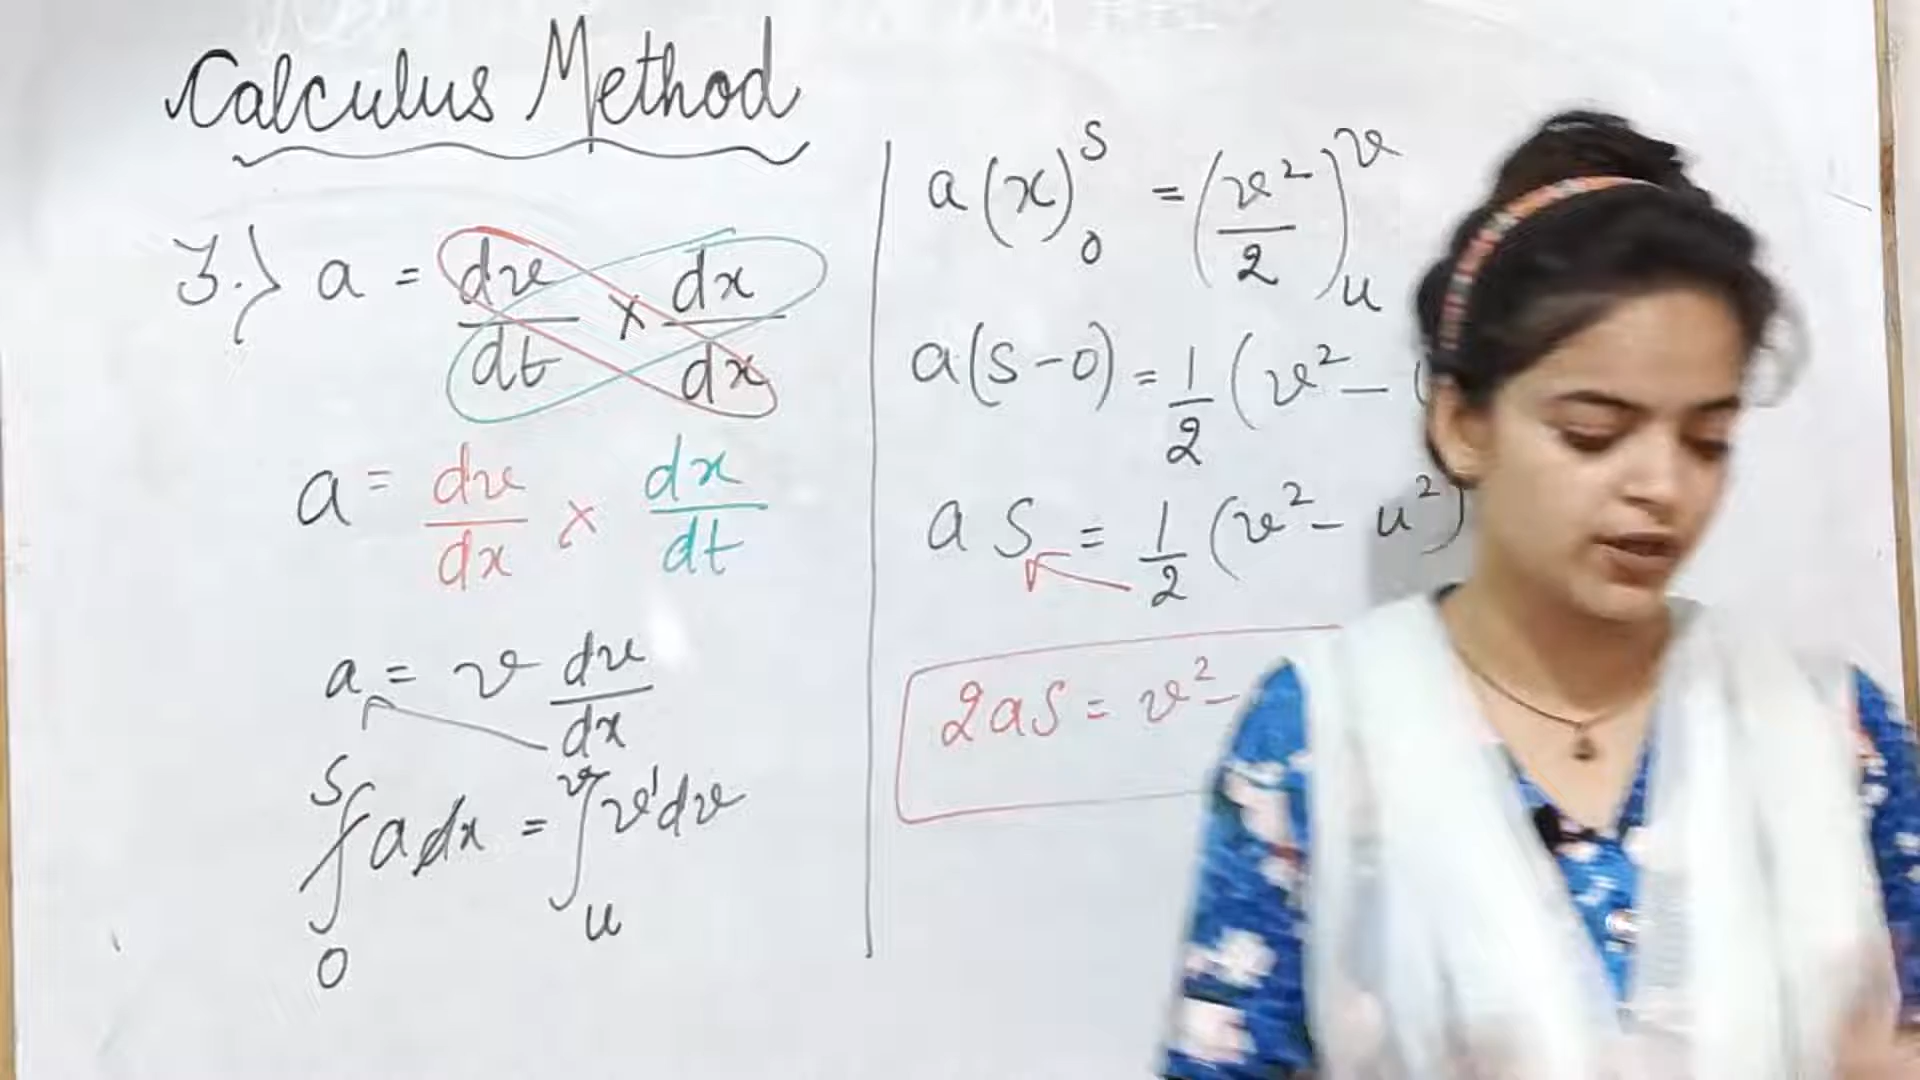 Calculus Method
3.) a = dv/dt × dx/dx
a = dv/dx × dx/dt
a = v dv/dx
∫₀ˢ a dx = ∫ᵤᵛ v¹ dv
a (x)₀ˢ = (v²/2)ᵤᵛ
a (s - 0) = 1/2 (v² -
a s = 1/2 (v² - u²)
2as = v² -